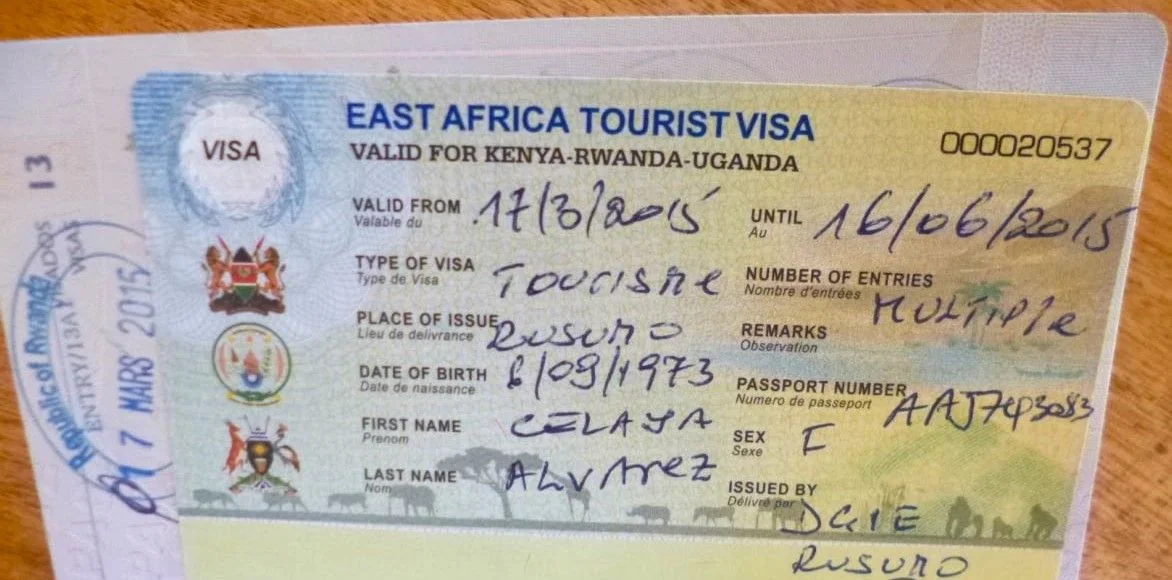 EAST AFRICA TOURIST VISA
VISA
000020537
VALID FOR KENYA-RWANDA-UGANDA
VALID FROM 17/3/2015 UNTIL 16/06/2015
Valable du Au
TYPE OF VISA Tourisme NUMBER OF ENTRIES
Type de Visa Nombre d'entrées MULTIPle
PLACE OF ISSUE RUSUMO REMARKS
Lieu de delivrance Observation
DATE OF BIRTH 6/09/1973 PASSPORT NUMBER
Date de naissance Numero de passeport AAJ743083
FIRST NAME CELAYA SEX F
Prenom Sexe
LAST NAME ALVAREZ ISSUED BY
Nom Délivré par DGIE
RUSUMO
13
VISADOS
VISAS
Republic of Rwanda
ENTRY/13A
17 MARS 2015